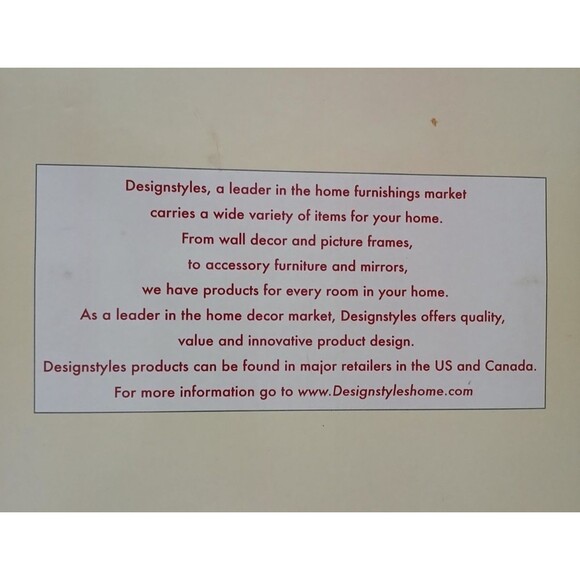 Designstyles, a leader in the home furnishings market
carries a wide variety of items for your home.
From wall decor and picture frames,
to accessory furniture and mirrors,
we have products for every room in your home.
As a leader in the home decor market, Designstyles offers quality,
value and innovative product design.
Designstyles products can be found in major retailers in the US and Canada.
For more information go to www.Designstyleshome.com